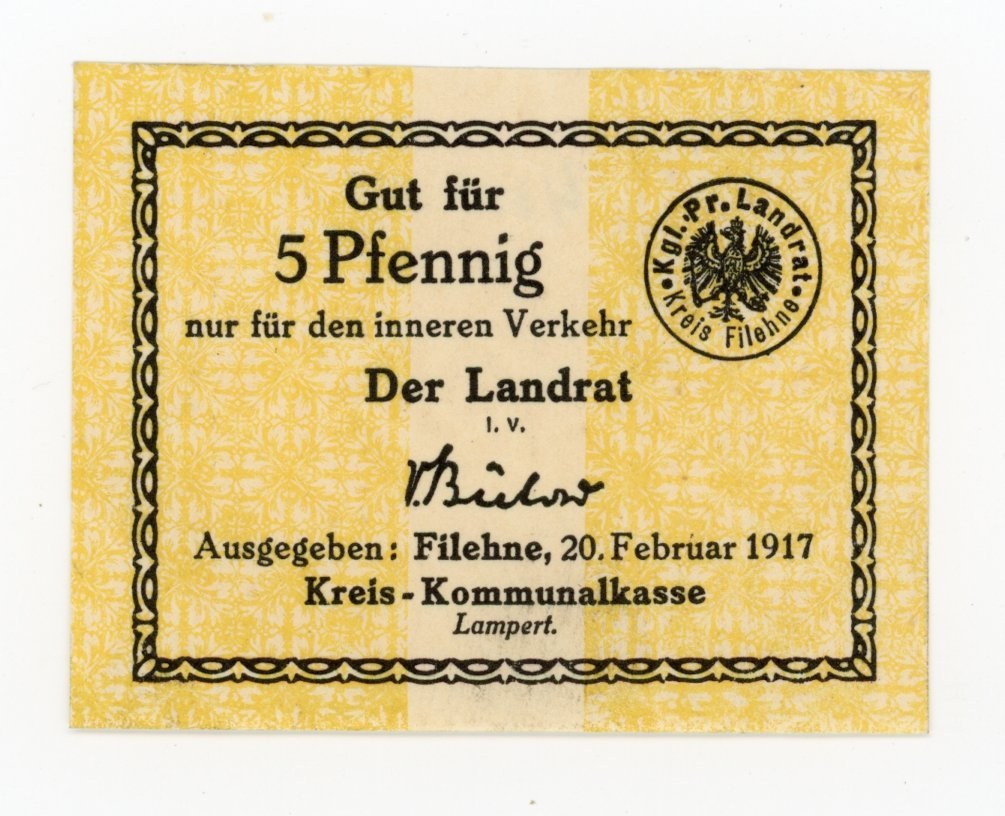 Gut für
5 Pfennig
nur für den inneren Verkehr
•Kgl. Pr. Landrat•
Kreis Filehne
Der Landrat
I. V.
v. Bülow
Ausgegeben: Filehne, 20. Februar 1917
Kreis-Kommunalkasse
Lampert.